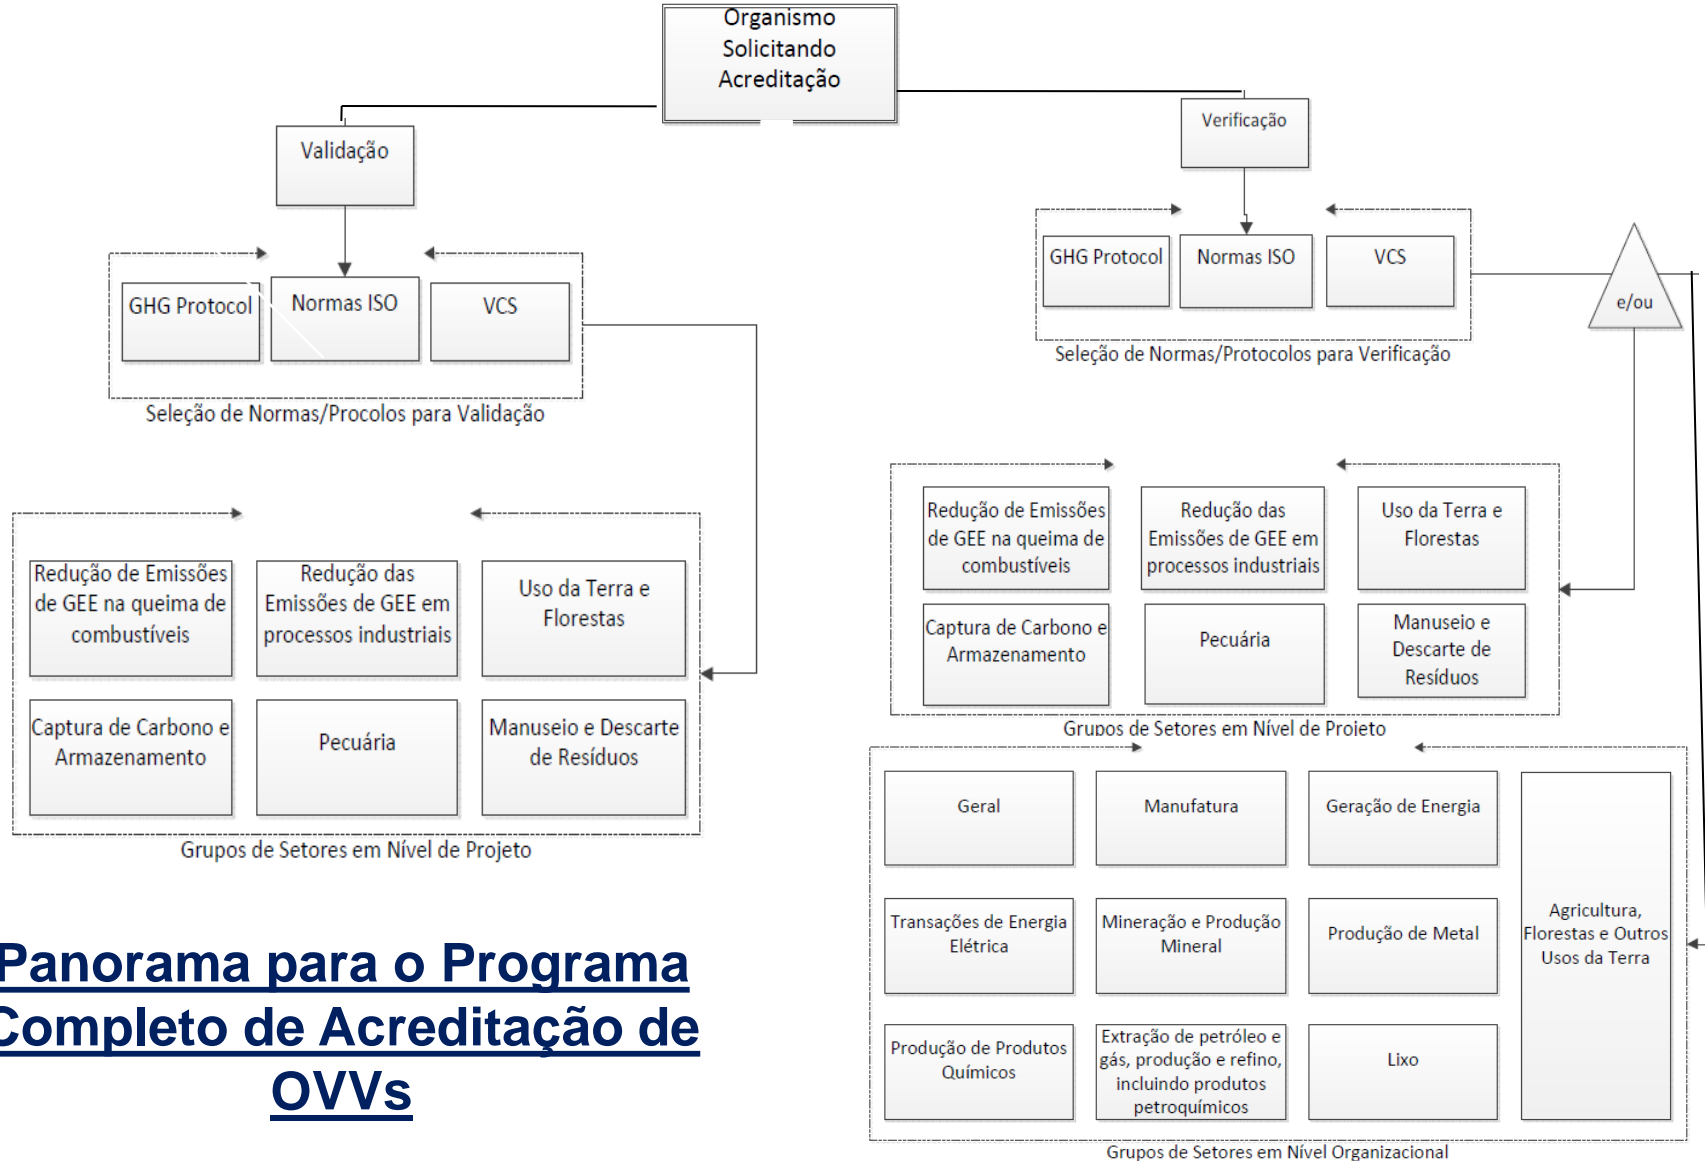 Organismo
Solicitando
Acreditação
Validação
GHG Protocol
Normas ISO
VCS
Seleção de Normas/Procolos para Validação
Redução de Emissões
de GEE na queima de
combustíveis
Redução das
Emissões de GEE em
processos industriais
Uso da Terra e
Florestas
Captura de Carbono e
Armazenamento
Pecuária
Manuseio e Descarte
de Resíduos
Grupos de Setores em Nível de Projeto
Verificação
GHG Protocol
Normas ISO
VCS
Seleção de Normas/Protocolos para Verificação
e/ou
Redução de Emissões
de GEE na queima de
combustíveis
Redução das
Emissões de GEE em
processos industriais
Uso da Terra e
Florestas
Captura de Carbono e
Armazenamento
Pecuária
Manuseio e
Descarte de
Resíduos
Grupos de Setores em Nível de Projeto
Geral
Manufatura
Geração de Energia
Agricultura,
Florestas e Outros
Usos da Terra
Transações de Energia
Elétrica
Mineração e Produção
Mineral
Produção de Metal
Produção de Produtos
Químicos
Extração de petróleo e
gás, produção e refino,
incluindo produtos
petroquímicos
Lixo
Grupos de Setores em Nível Organizacional
Panorama para o Programa
Completo de Acreditação de
OVVs